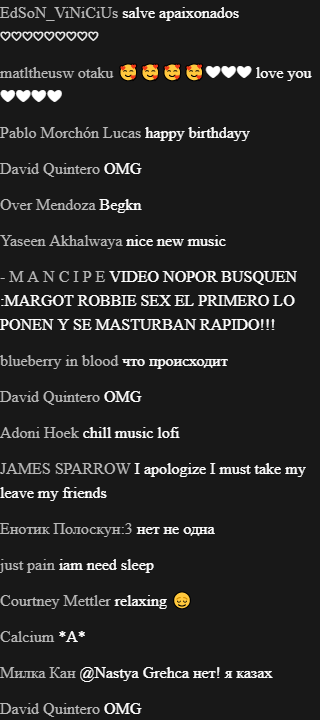 EdSoN_ViNiCiUs salve apaixonados
♡♡♡♡♡♡♡♡♡
matltheusw otaku 🥰 🥰 🥰 🥰🤍🤍🤍 love you
🤍🤍🤍🤍
Pablo Morchón Lucas happy birthdayy
David Quintero OMG
Over Mendoza Begkn
Yaseen Akhalwaya nice new music
- M A N C I P E VIDEO NOPOR BUSQUEN
:MARGOT ROBBIE SEX EL PRIMERO LO
PONEN Y SE MASTURBAN RAPIDO!!!
blueberry in blood что происходит
David Quintero OMG
Adoni Hoek chill music lofi
JAMES SPARROW I apologize I must take my
leave my friends
Енотик Полоскун:3 нет не одна
just pain iam need sleep
Courtney Mettler relaxing 😌
Calcium *A*
Милка Кан @Nastya Grehca нет! я казах
David Quintero OMG